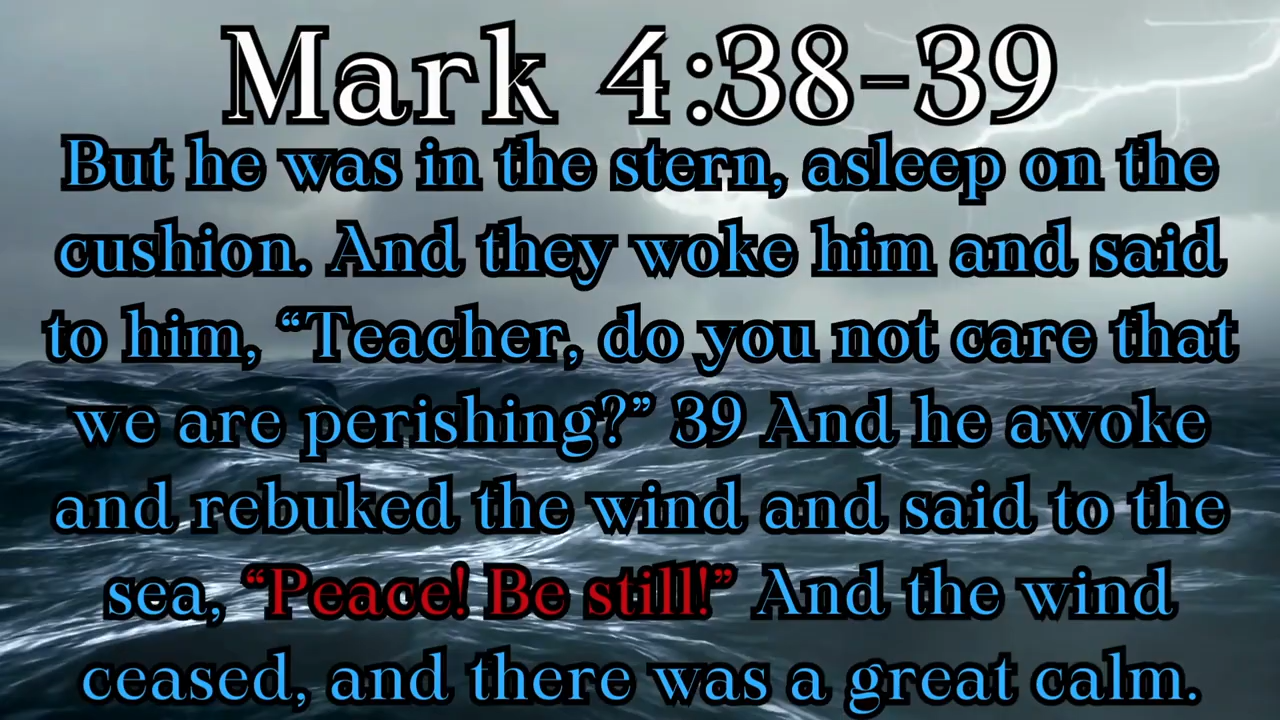 Mark 4:38-39
But he was in the stern, asleep on the
cushion. And they woke him and said
to him, “Teacher, do you not care that
we are perishing?” 39 And he awoke
and rebuked the wind and said to the
sea, “Peace! Be still!” And the wind
ceased, and there was a great calm.